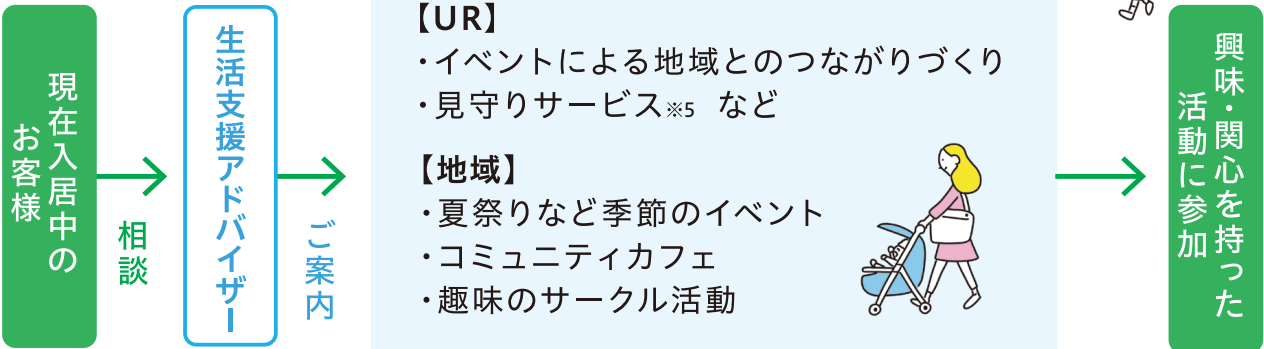 現在入居中の
お客様
相談
生活支援アドバイザー
ご案内
【UR】
・イベントによる地域とのつながりづくり
・見守りサービス※5 など
【地域】
・夏祭りなど季節のイベント
・コミュニティカフェ
・趣味のサークル活動
興味・関心を持った
活動に参加